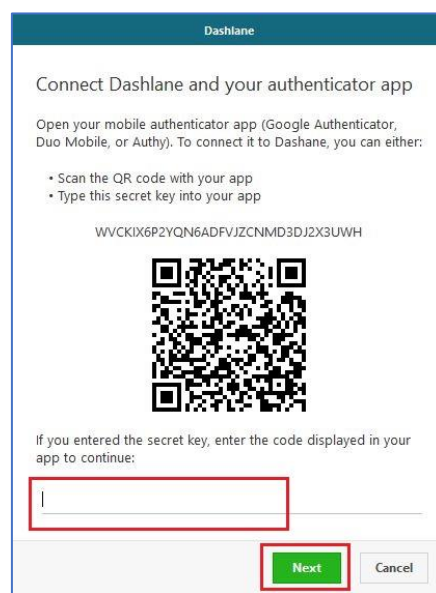 Dashlane
Connect Dashlane and your authenticator app
Open your mobile authenticator app (Google Authenticator,
Duo Mobile, or Authy). To connect it to Dashane, you can either:
• Scan the QR code with your app
• Type this secret key into your app
WVCKIX6P2YQN6ADFVJZCNMD3DJ2X3UWH
If you entered the secret key, enter the code displayed in your
app to continue:
Next
Cancel